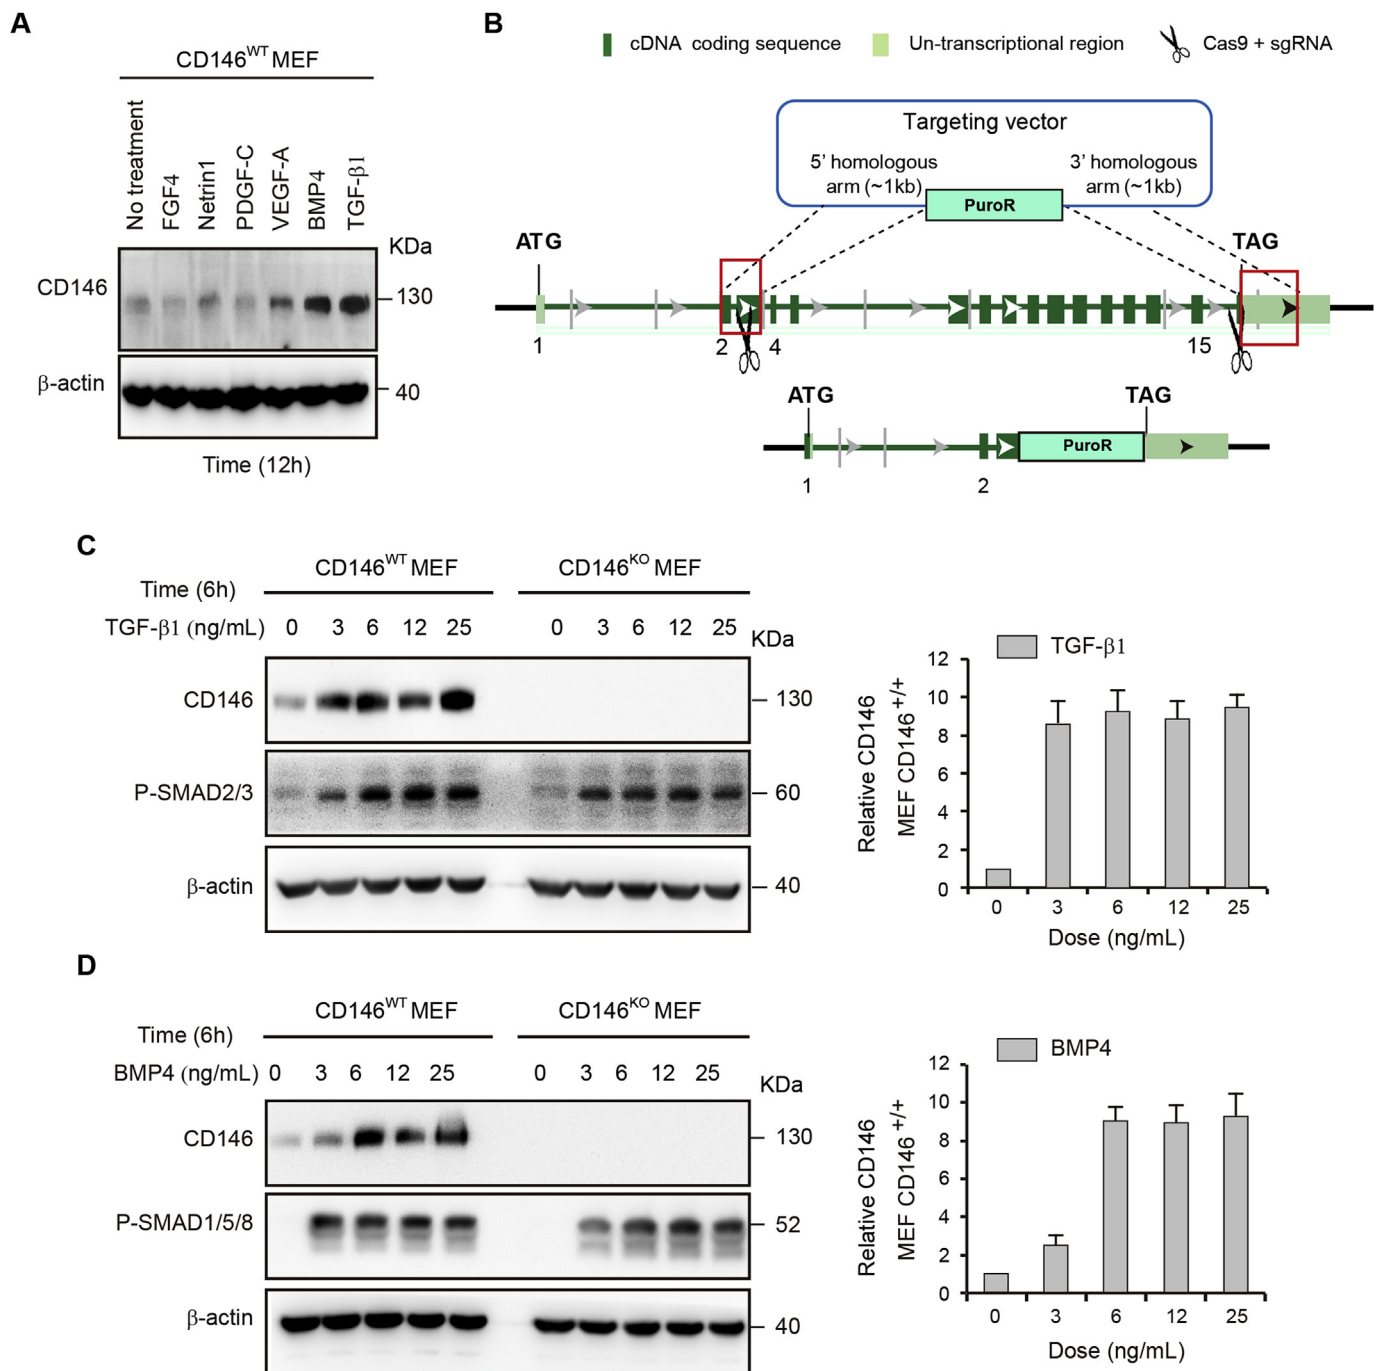 A
CD146WT MEF
No treatment
FGF4
Netrin1
PDGF-C
VEGF-A
BMP4
TGF-β1
KDa
CD146
130
β-actin
40
Time (12h)
B
cDNA coding sequence
Un-transcriptional region
Cas9 + sgRNA
Targeting vector
5’ homologous
arm (~1kb)
3’ homologous
arm (~1kb)
PuroR
ATG
TAG
1
2
4
15
ATG
TAG
PuroR
1
2
C
CD146WT MEF
CD146KO MEF
Time (6h)
TGF-β1 (ng/mL) 0 3 6 12 25 0 3 6 12 25
KDa
CD146
130
P-SMAD2/3
60
β-actin
40
TGF-β1
Relative CD146
MEF CD146+/+
12
10
8
6
4
2
0
0 3 6 12 25
Dose (ng/mL)
D
CD146WT MEF
CD146KO MEF
Time (6h)
BMP4 (ng/mL) 0 3 6 12 25 0 3 6 12 25
KDa
CD146
130
P-SMAD1/5/8
52
β-actin
40
BMP4
Relative CD146
MEF CD146+/+
12
10
8
6
4
2
0
0 3 6 12 25
Dose (ng/mL)